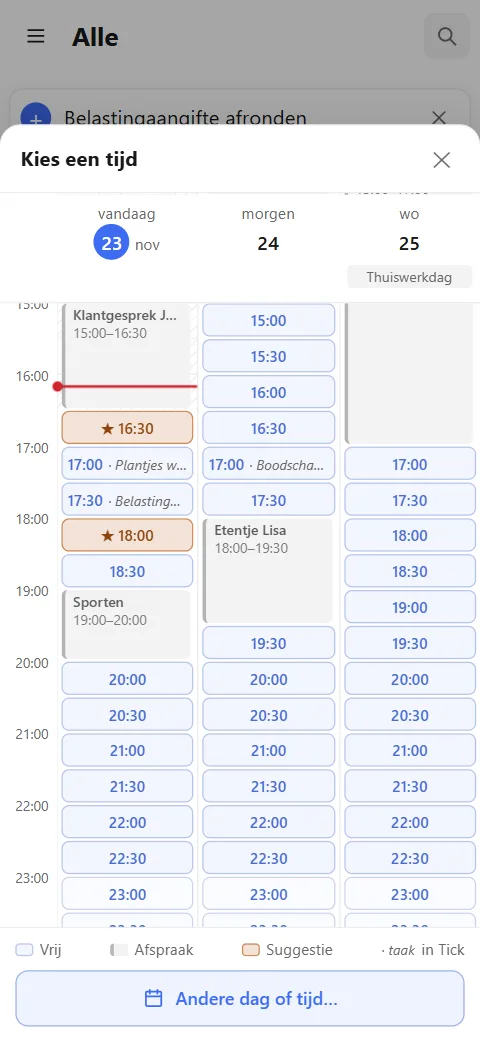 Alle
Belastingaangifte afronden
Kies een tijd
vandaag
23 nov
morgen
24
wo
25
Thuiswerkdag
15:00
Klantgesprek J...
15:00–16:30
15:00
15:30
16:00
16:00
★ 16:30
16:30
17:00
17:00 · Plantjes w...
17:00 · Boodscha...
17:00
17:30 · Belasting...
17:30
17:30
18:00
★ 18:00
Etentje Lisa
18:00–19:30
18:00
18:30
18:30
19:00
Sporten
19:00–20:00
19:00
19:30
19:30
20:00
20:00
20:00
20:00
20:30
20:30
20:30
21:00
21:00
21:00
21:00
21:30
21:30
21:30
22:00
22:00
22:00
22:00
22:30
22:30
22:30
23:00
23:00
23:00
23:00
Vrij
Afspraak
Suggestie
· taak in Tick
Andere dag of tijd...